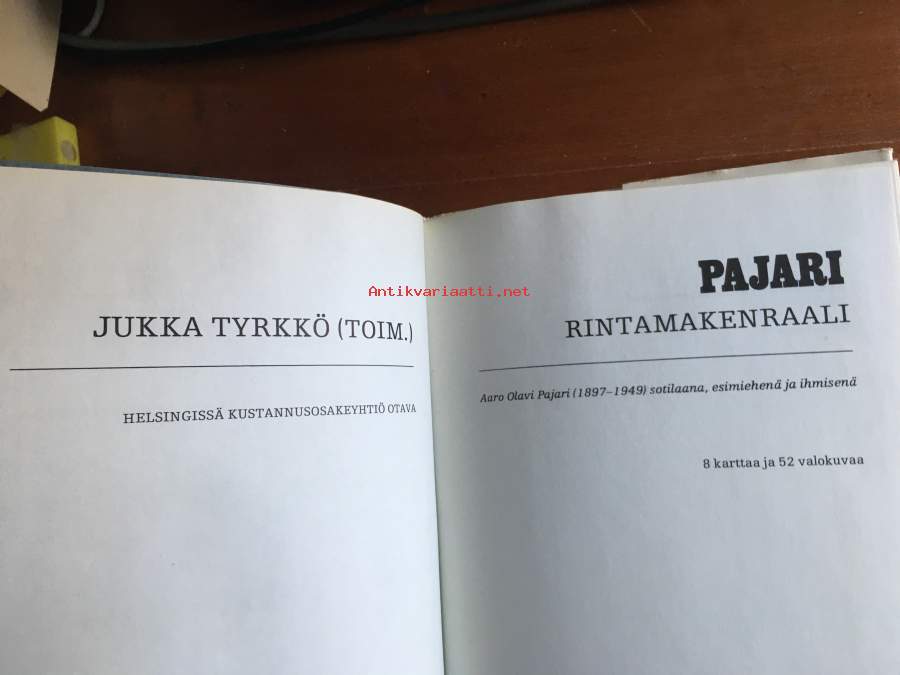 Antikvariaatti.net
JUKKA TYRKKÖ (TOIM.)
HELSINGISSÄ KUSTANNUSOSAKEYHTIÖ OTAVA
PAJARI
RINTAMAKENRAALI
Aaro Olavi Pajari (1897–1949) sotilaana, esimiehenä ja ihmisenä
8 karttaa ja 52 valokuvaa